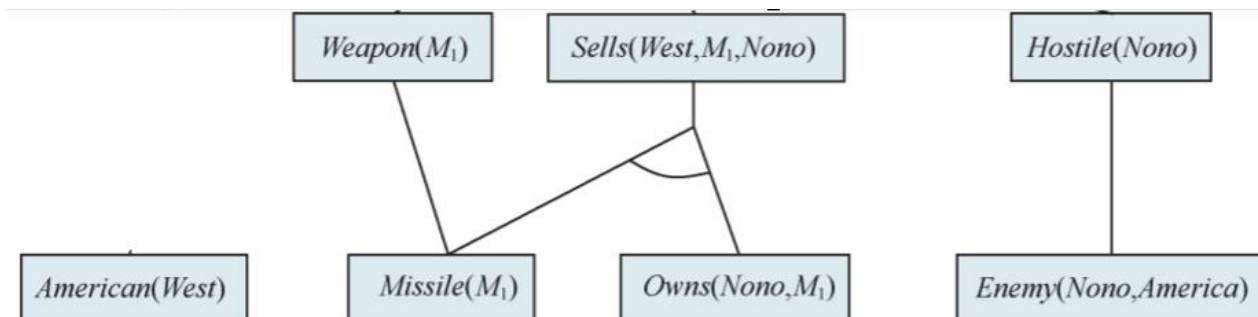 Weapon(M₁)
Sells(West,M₁,Nono)
Hostile(Nono)
American(West)
Missile(M₁)
Owns(Nono,M₁)
Enemy(Nono,America)